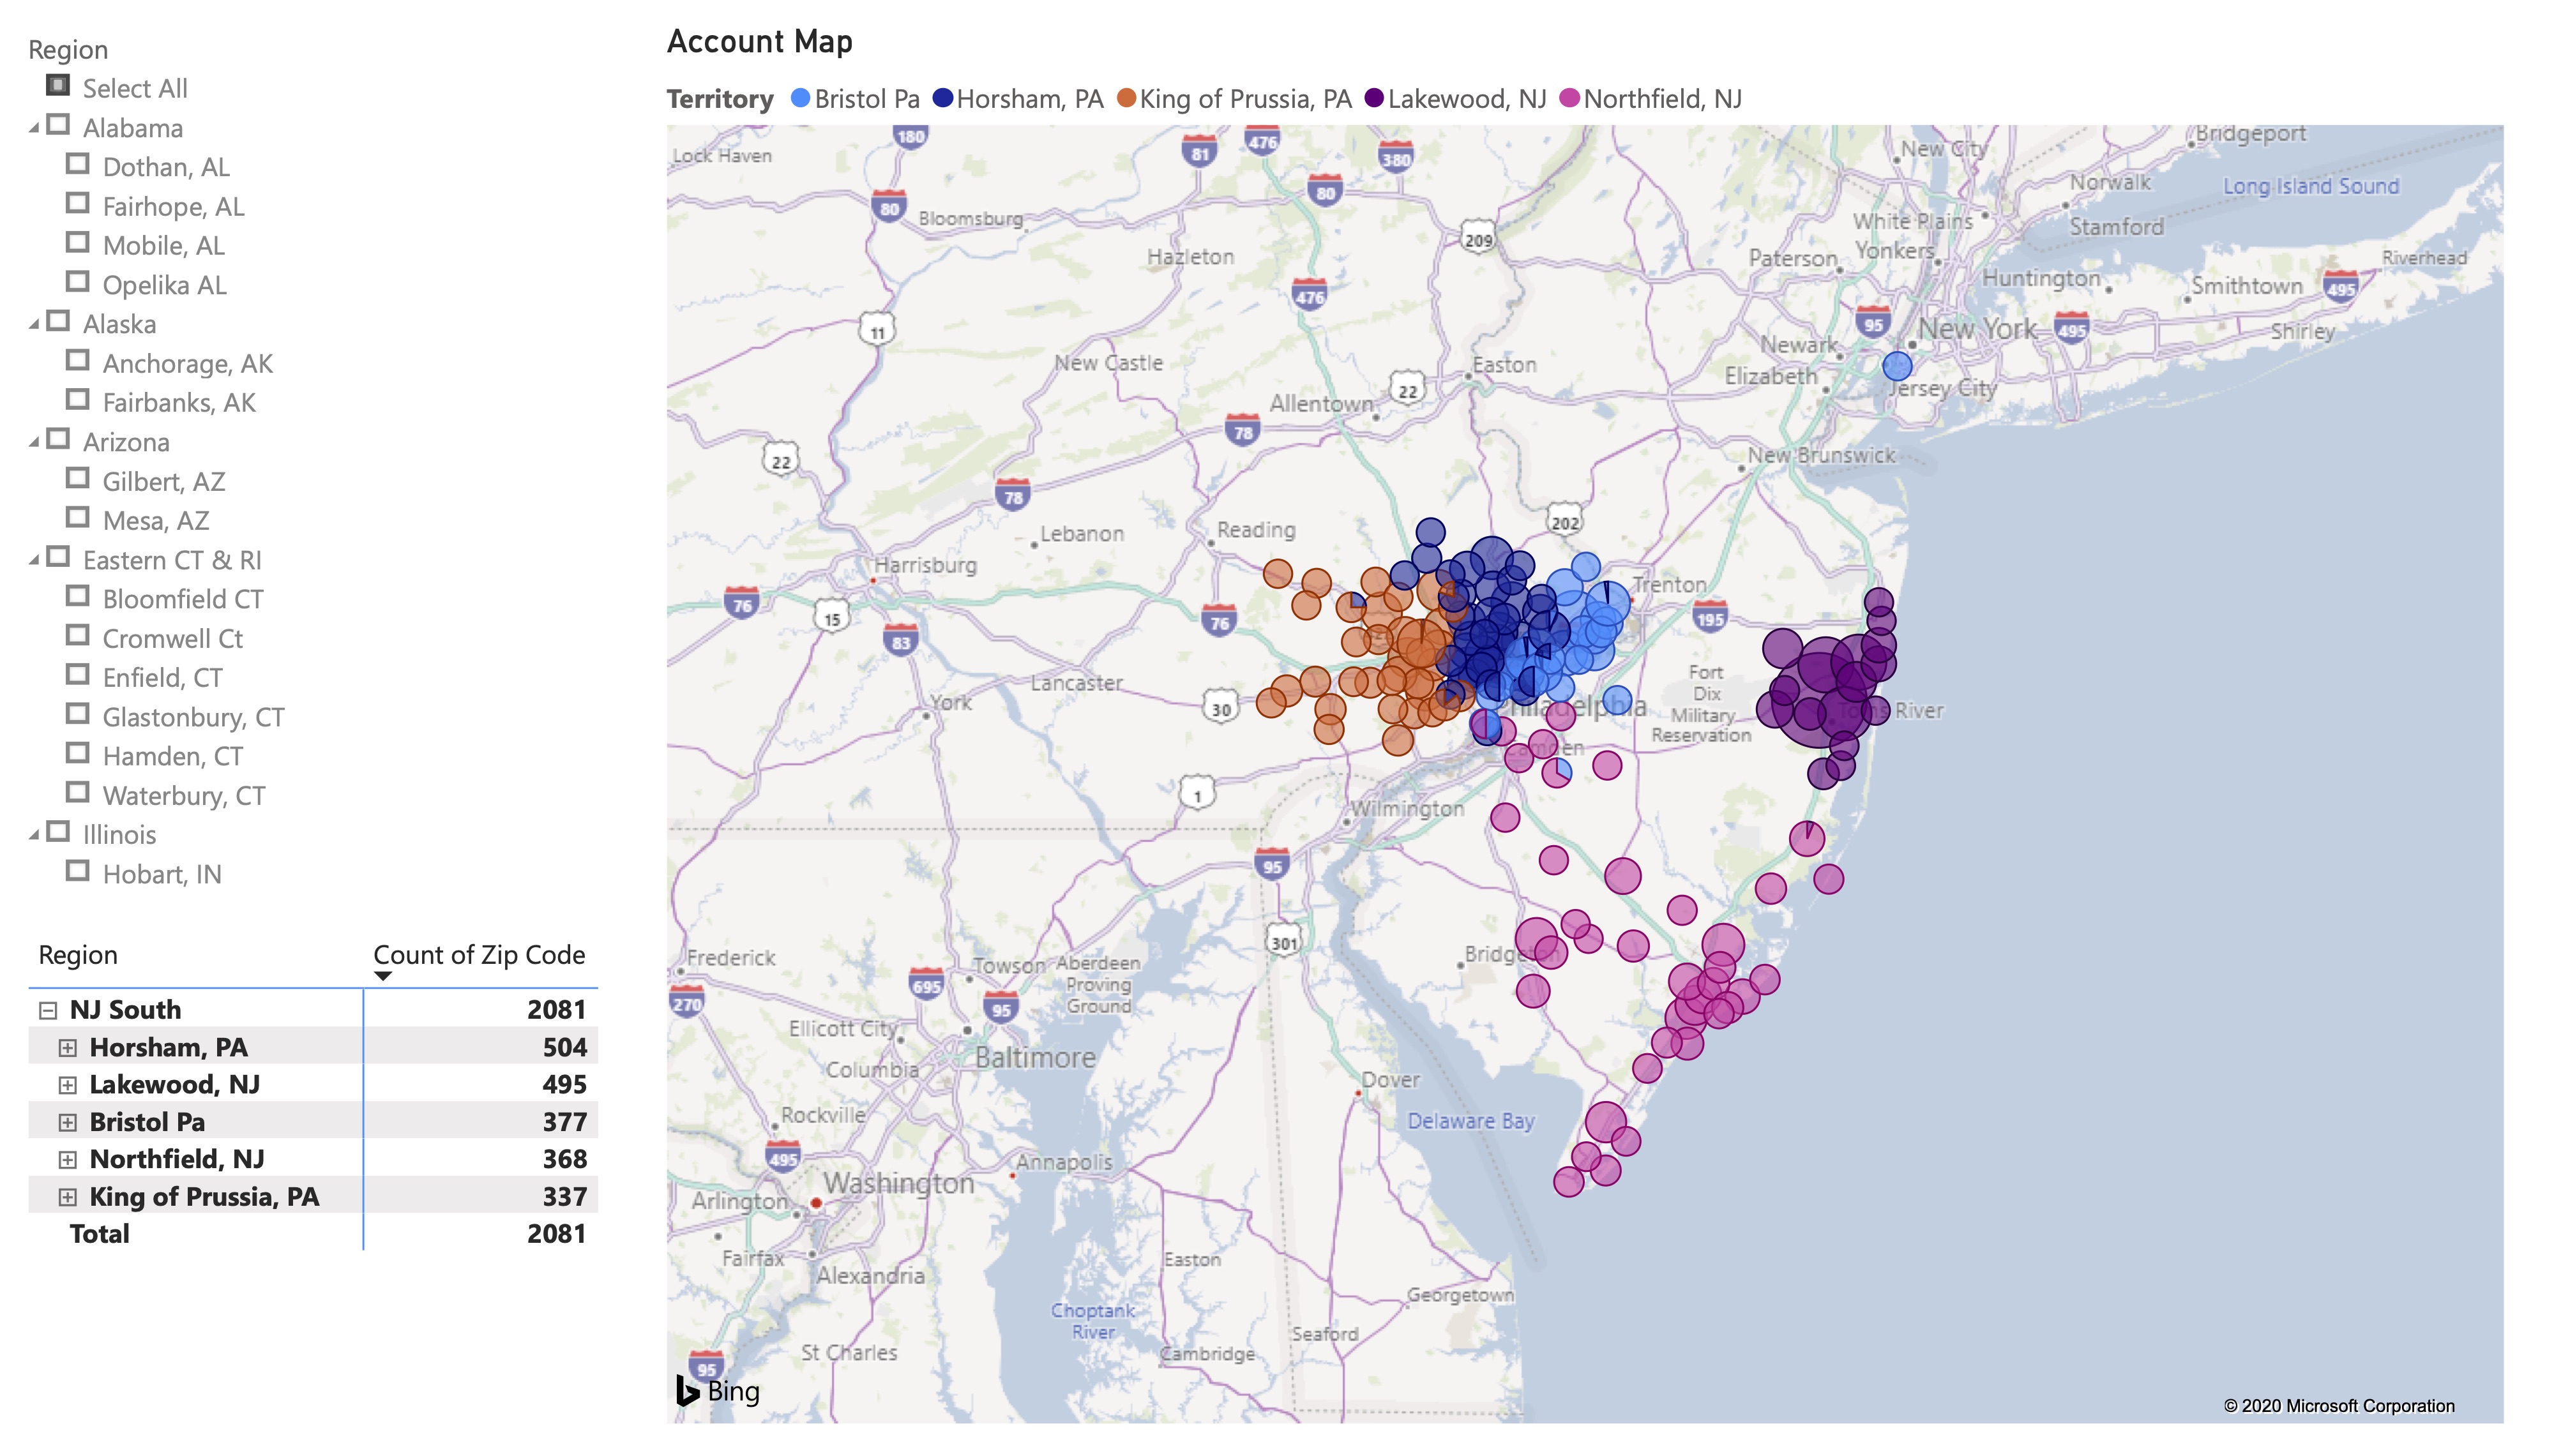 Region
Select All
Alabama
Dothan, AL
Fairhope, AL
Mobile, AL
Opelika AL
Alaska
Anchorage, AK
Fairbanks, AK
Arizona
Gilbert, AZ
Mesa, AZ
Eastern CT & RI
Bloomfield CT
Cromwell Ct
Enfield, CT
Glastonbury, CT
Hamden, CT
Waterbury, CT
Illinois
Hobart, IN
Region Count of Zip Code
NJ South 2081
Horsham, PA 504
Lakewood, NJ 495
Bristol Pa 377
Northfield, NJ 368
King of Prussia, PA 337
Total 2081
Account Map
Territory Bristol Pa Horsham, PA King of Prussia, PA Lakewood, NJ Northfield, NJ
Bridgeport
180
476
Lock Haven
81
380
New City
Norwalk
Long Island Sound
80
80
Bloomsburg
White Plains
Stamford
209
Yonkers
Hazleton
Paterson
Riverhead
Huntington
Smithtown
495
476
11
95
New York
495
Shirley
Newark
New Castle
Easton
Elizabeth
Jersey City
22
Allentown
78
22
New Brunswick
78
202
Reading
Lebanon
Harrisburg
Trenton
76
15
76
195
83
Fort
Dix
Military
Reservation
Lancaster
York
30
Philadelphia
River
1
Wilmington
95
301
Frederick
Towson
Aberdeen
Proving
Ground
695
95
270
Ellicott City
Baltimore
Columbia
Dover
Rockville
Delaware Bay
495
Annapolis
Washington
Arlington
Fairfax
Easton
Alexandria
Georgetown
Choptank
River
Seaford
St Charles
Cambridge
95
Bing
© 2020 Microsoft Corporation